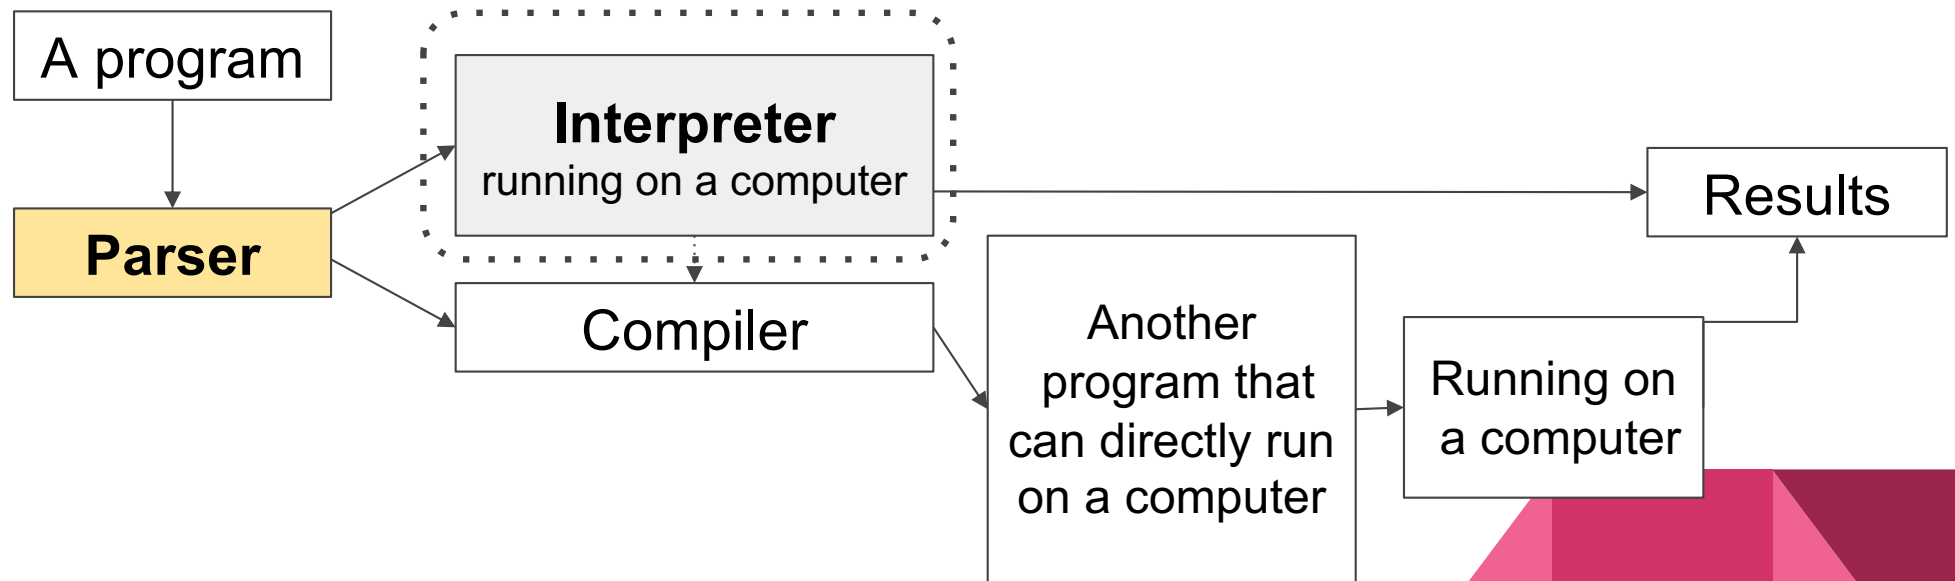 A program
Parser
Interpreter
running on a computer
Compiler
Another
program that
can directly run
on a computer
Running on
a computer
Results